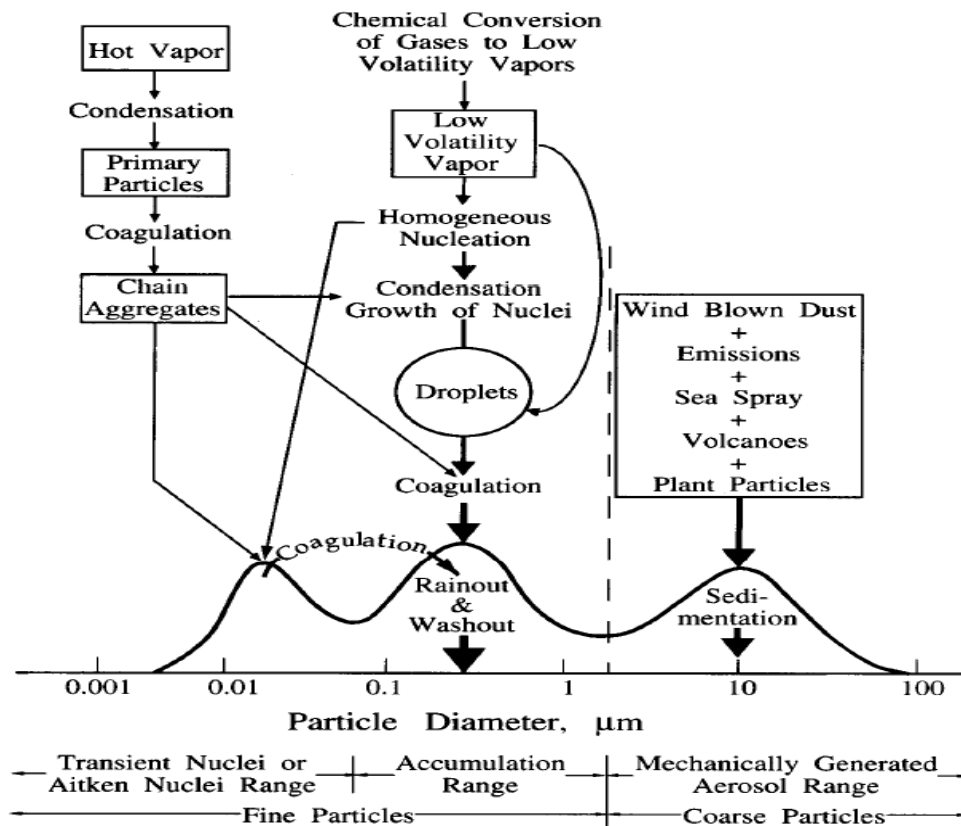 Hot Vapor
Condensation
Primary
Particles
Coagulation
Chain
Aggregates
Chemical Conversion
of Gases to Low
Volatility Vapors
Low
Volatility
Vapor
Homogeneous
Nucleation
Condensation
Growth of Nuclei
Droplets
Coagulation
Coagulation
Rainout
&
Washout
Wind Blown Dust
+
Emissions
+
Sea Spray
+
Volcanoes
+
Plant Particles
Sedi-
mentation
0.001 0.01 0.1 1 10 100
Particle Diameter, μm
Transient Nuclei or
Aitken Nuclei Range
Accumulation
Range
Mechanically Generated
Aerosol Range
Fine Particles
Coarse Particles